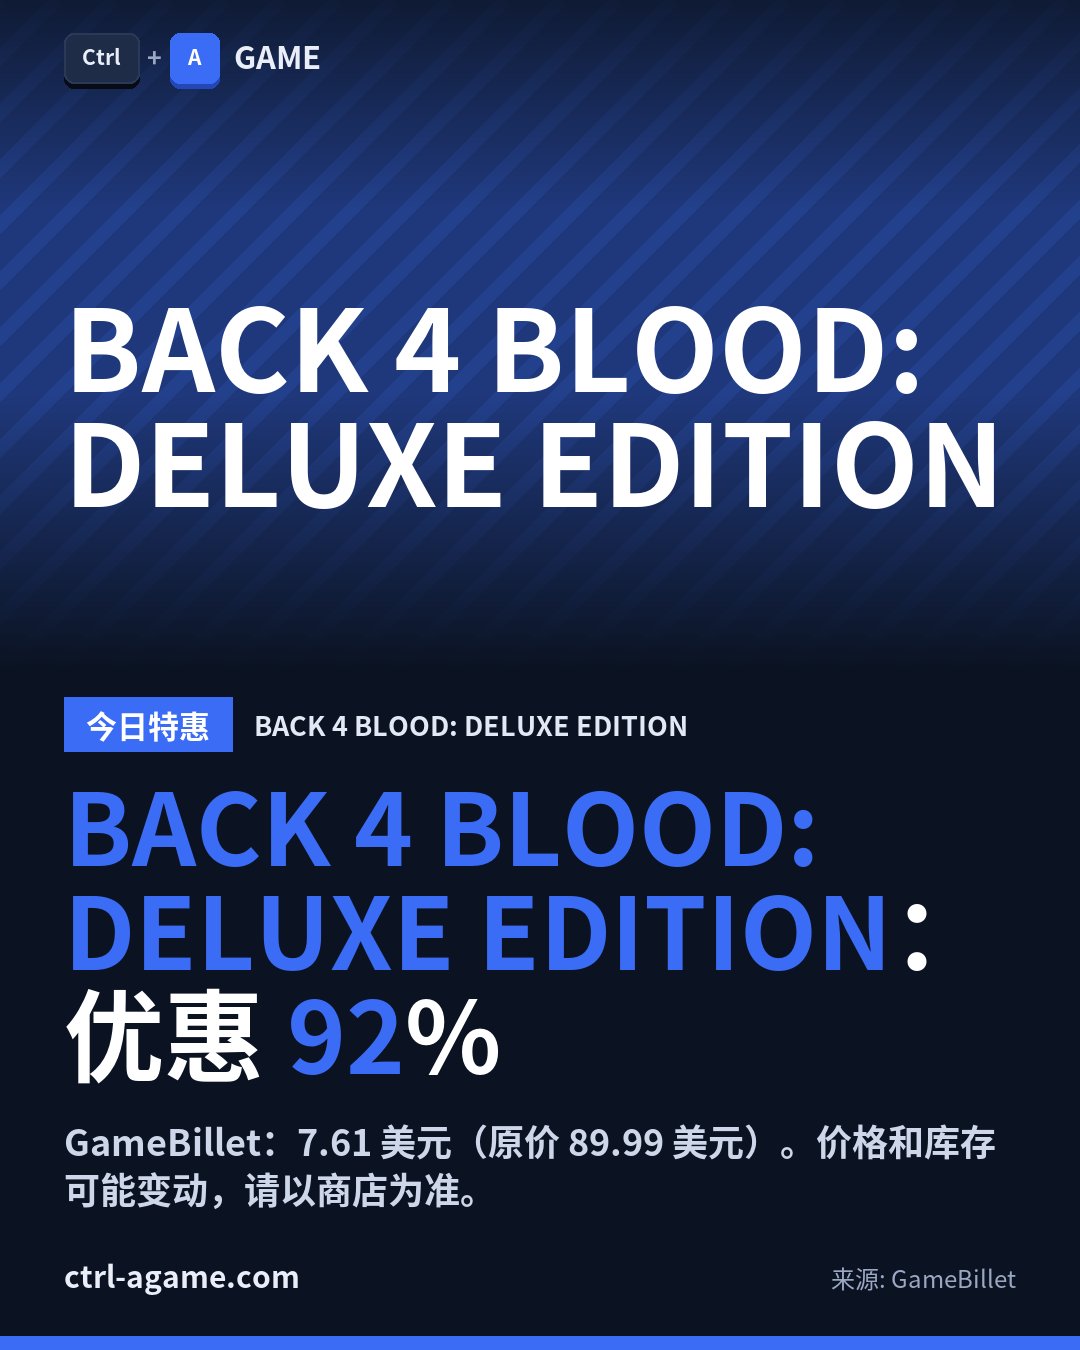 Ctrl + A GAME
BACK 4 BLOOD:
DELUXE EDITION
今日特惠 BACK 4 BLOOD: DELUXE EDITION
BACK 4 BLOOD:
DELUXE EDITION：
优惠 92%
GameBillet：7.61 美元（原价 89.99 美元）。价格和库存
可能变动，请以商店为准。
ctrl-agame.com 来源: GameBillet